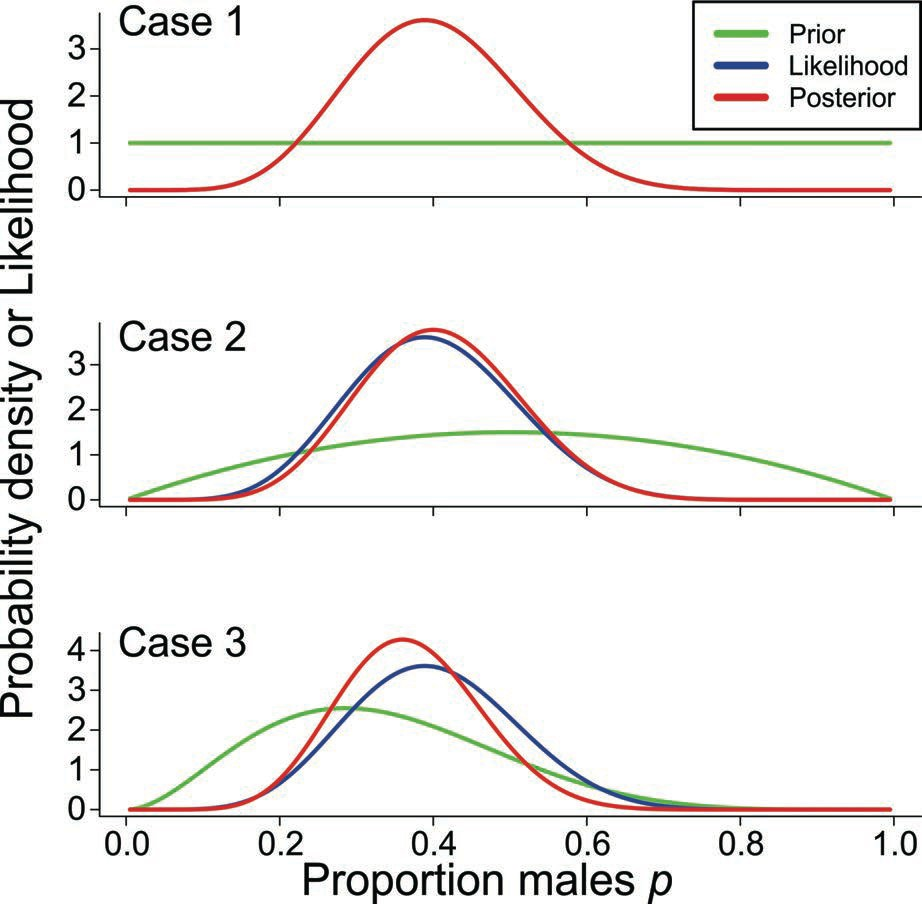 Case 1
Prior
Likelihood
Posterior
3
2
1
0
Case 2
3
2
1
0
Case 3
4
3
2
1
0
0.0 0.2 0.4 0.6 0.8 1.0
Proportion males p
Probability density or Likelihood